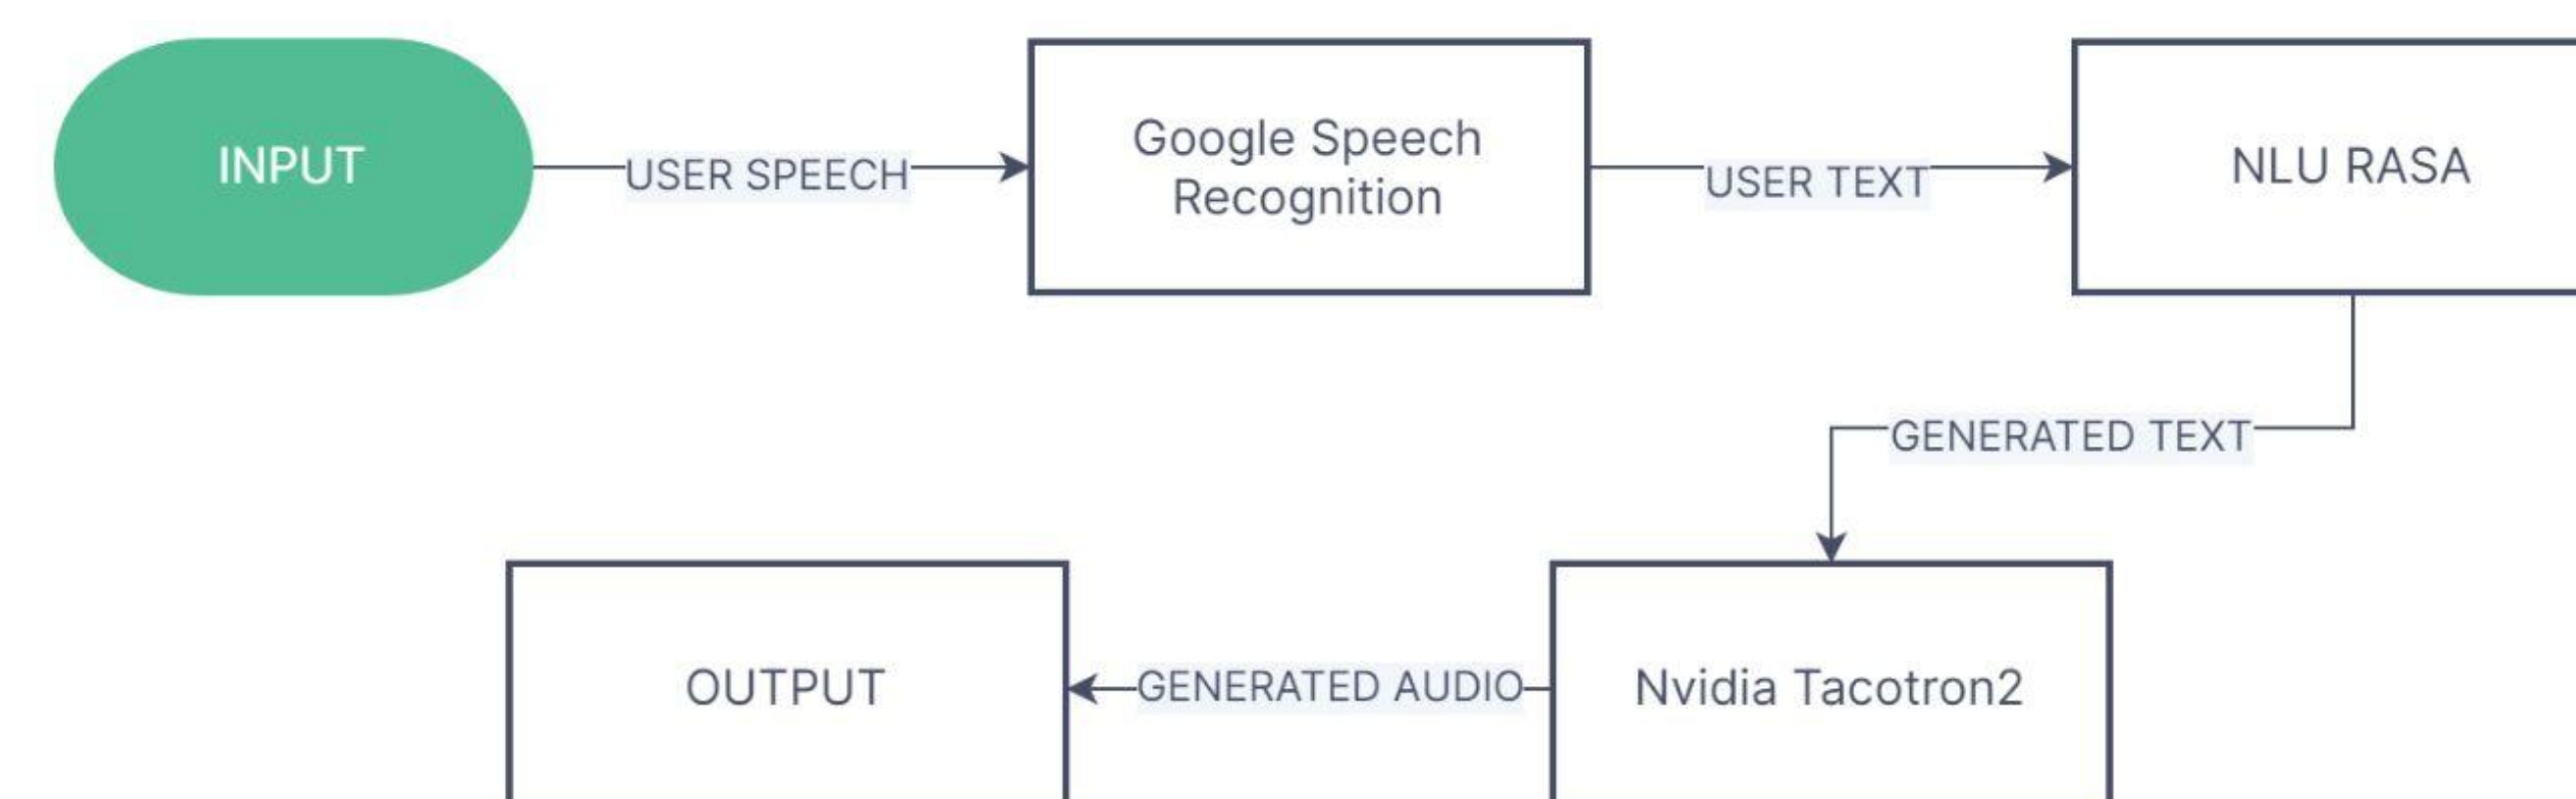 INPUT
USER SPEECH
Google Speech
Recognition
USER TEXT
NLU RASA
GENERATED TEXT
OUTPUT
GENERATED AUDIO
Nvidia Tacotron2